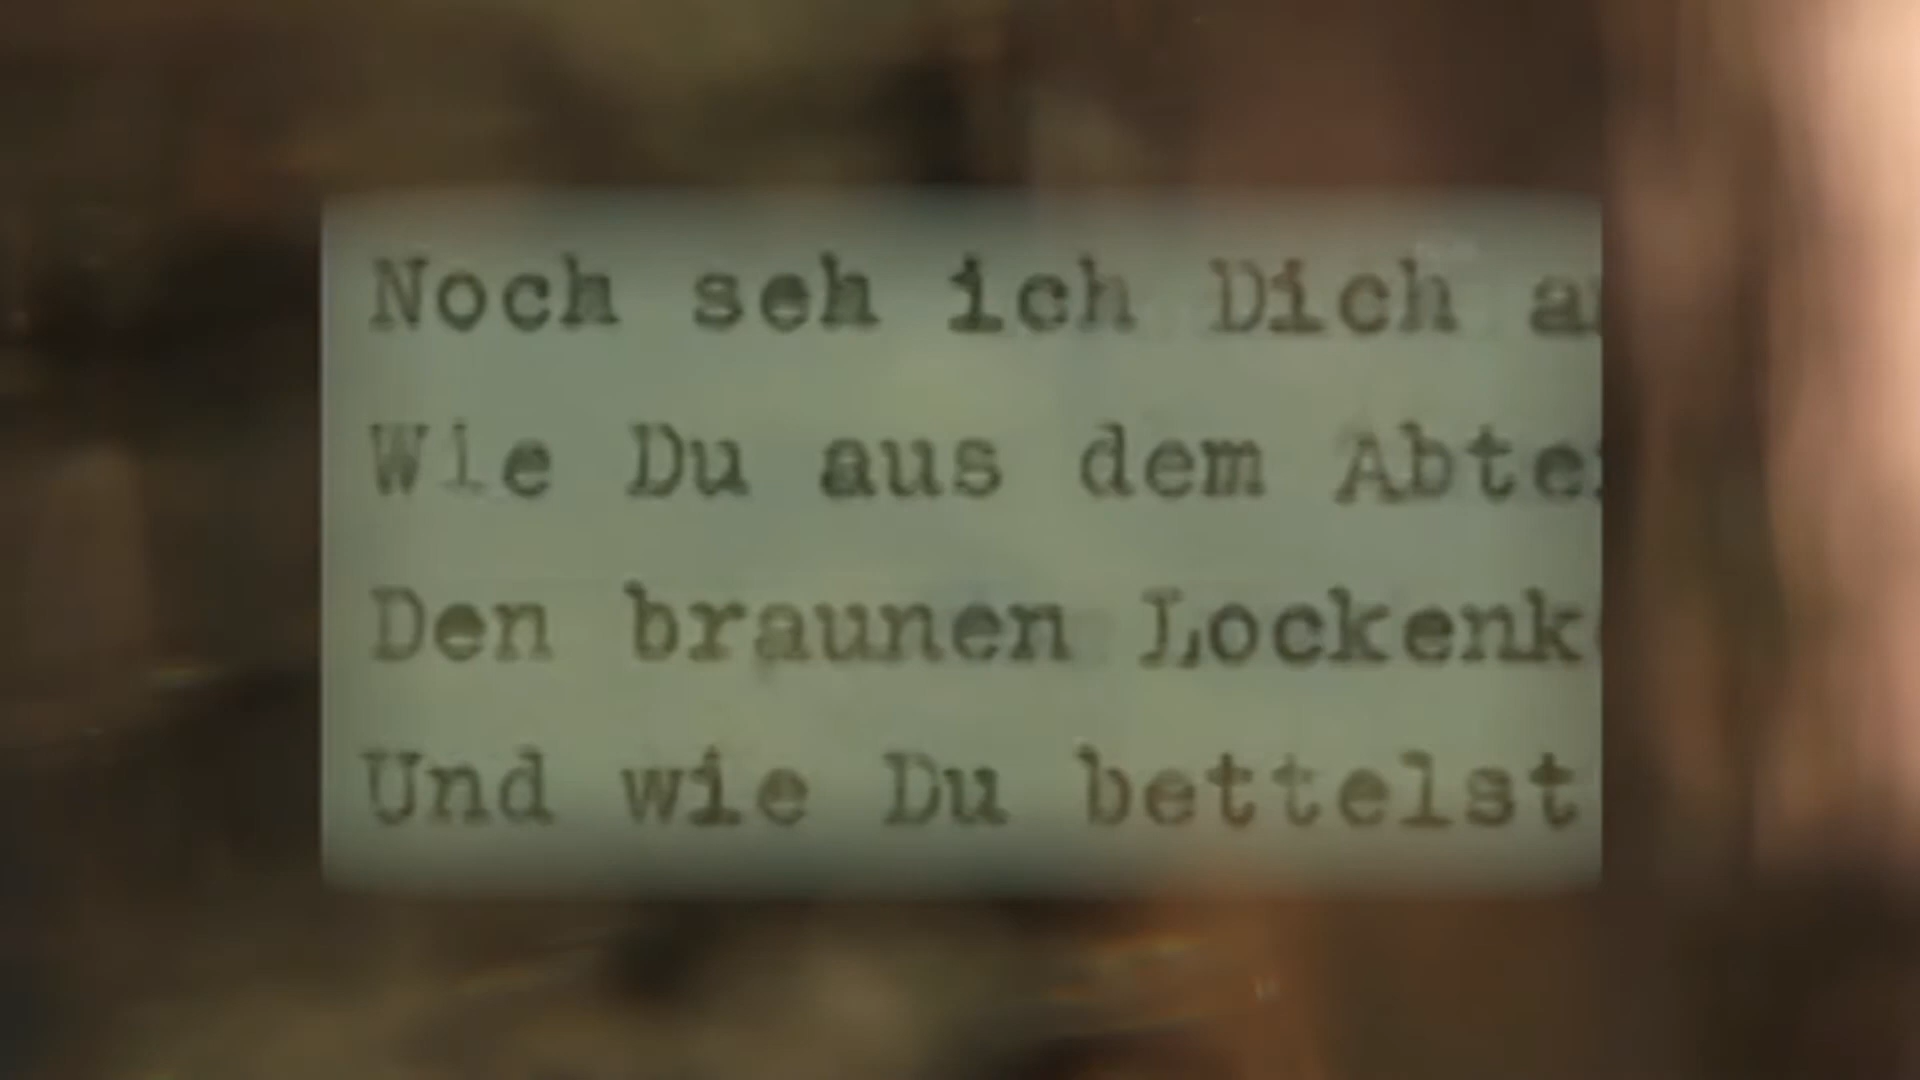 Noch seh ich Dich
Wie Du aus dem
Den braunen
Und wie Du bettelst